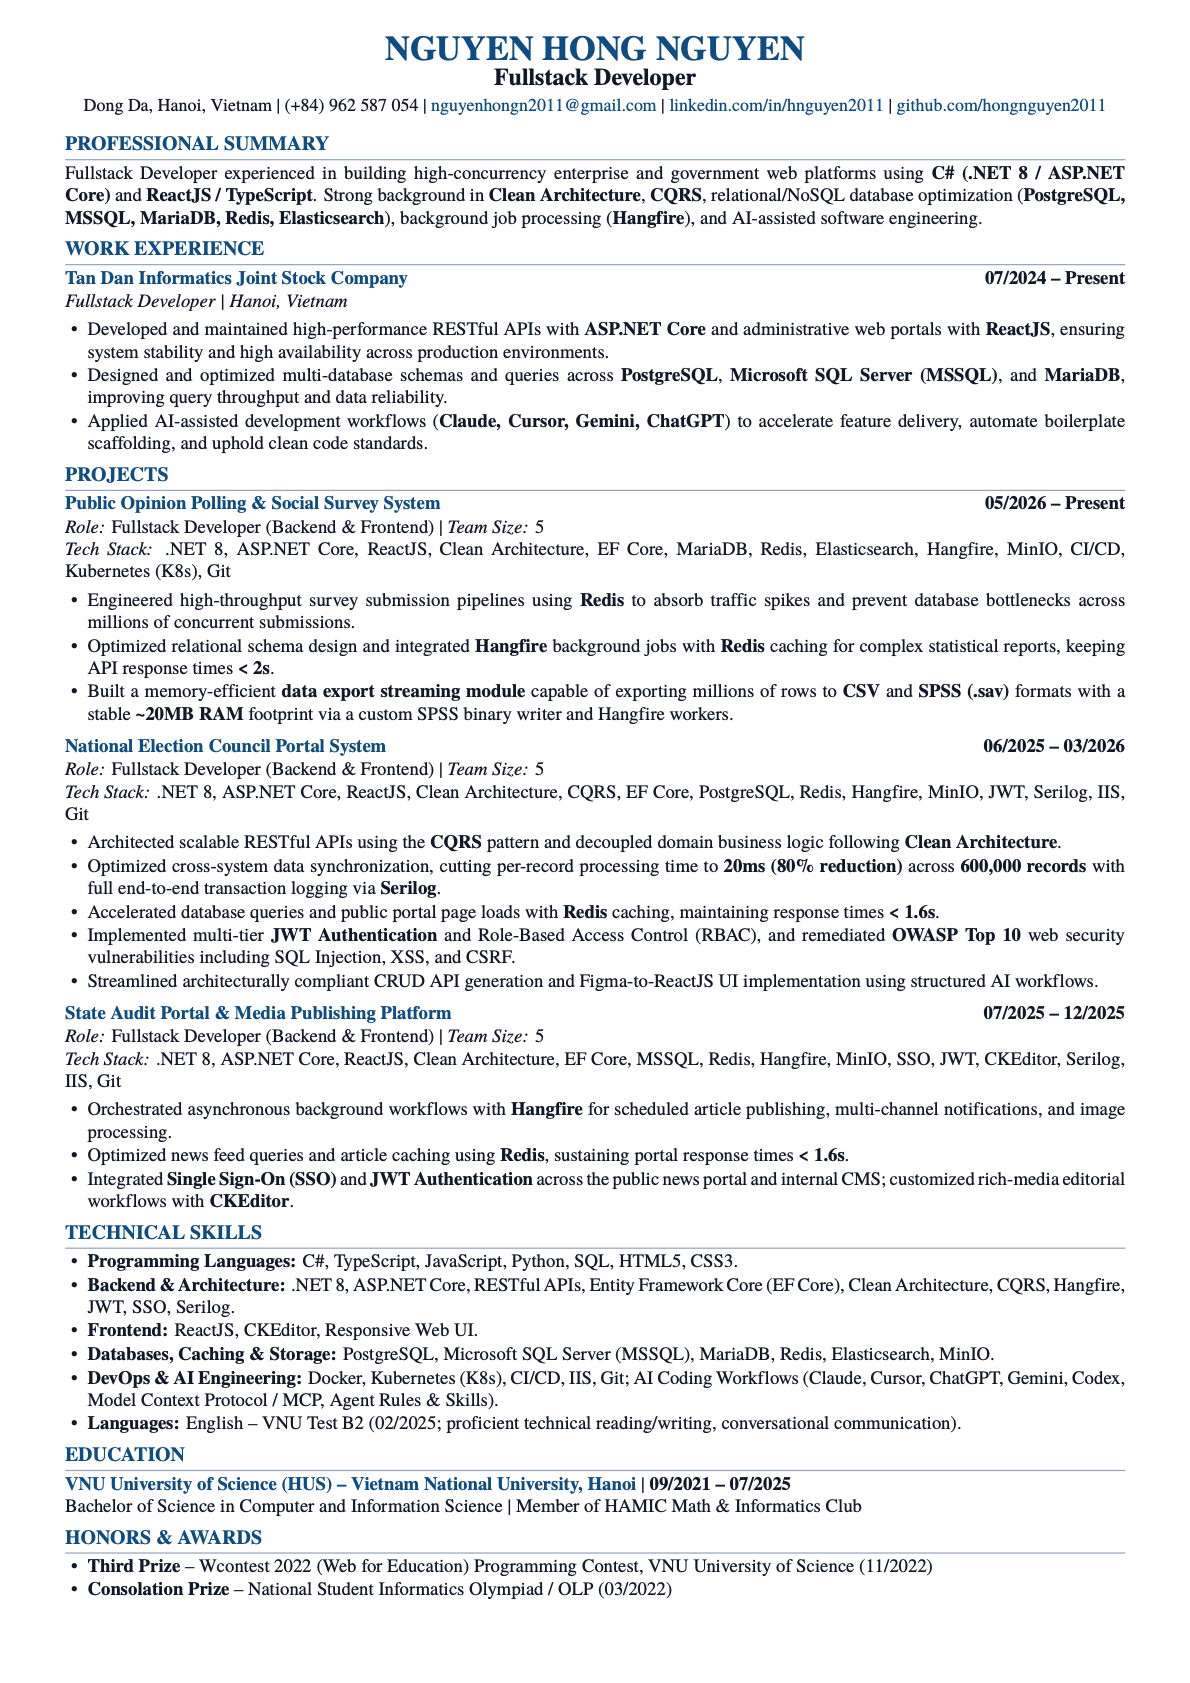 NGUYEN HONG NGUYEN
Fullstack Developer
Dong Da, Hanoi, Vietnam | (+84) 962 587 054 | nguyenhongn2011@gmail.com | linkedin.com/in/hnguyen2011 | github.com/hongnguyen2011
PROFESSIONAL SUMMARY
Fullstack Developer experienced in building high-concurrency enterprise and government web platforms using C# (.NET 8 / ASP.NET
Core) and ReactJS / TypeScript. Strong background in Clean Architecture, CQRS, relational/NoSQL database optimization (PostgreSQL,
MSSQL, MariaDB, Redis, Elasticsearch), background job processing (Hangfire), and AI-assisted software engineering.
WORK EXPERIENCE
Tan Dan Informatics Joint Stock Company 07/2024 – Present
Fullstack Developer | Hanoi, Vietnam
• Developed and maintained high-performance RESTful APIs with ASP.NET Core and administrative web portals with ReactJS, ensuring
system stability and high availability across production environments.
• Designed and optimized multi-database schemas and queries across PostgreSQL, Microsoft SQL Server (MSSQL), and MariaDB,
improving query throughput and data reliability.
• Applied AI-assisted development workflows (Claude, Cursor, Gemini, ChatGPT) to accelerate feature delivery, automate boilerplate
scaffolding, and uphold clean code standards.
PROJECTS
Public Opinion Polling & Social Survey System 05/2026 – Present
Role: Fullstack Developer (Backend & Frontend) | Team Size: 5
Tech Stack: .NET 8, ASP.NET Core, ReactJS, Clean Architecture, EF Core, MariaDB, Redis, Elasticsearch, Hangfire, MinIO, CI/CD,
Kubernetes (K8s), Git
• Engineered high-throughput survey submission pipelines using Redis to absorb traffic spikes and prevent database bottlenecks across
millions of concurrent submissions.
• Optimized relational schema design and integrated Hangfire background jobs with Redis caching for complex statistical reports, keeping
API response times < 2s.
• Built a memory-efficient data export streaming module capable of exporting millions of rows to CSV and SPSS (.sav) formats with a
stable ~20MB RAM footprint via a custom SPSS binary writer and Hangfire workers.
National Election Council Portal System 06/2025 – 03/2026
Role: Fullstack Developer (Backend & Frontend) | Team Size: 5
Tech Stack: .NET 8, ASP.NET Core, ReactJS, Clean Architecture, CQRS, EF Core, PostgreSQL, Redis, Hangfire, MinIO, JWT, Serilog, IIS,
Git
• Architected scalable RESTful APIs using the CQRS pattern and decoupled domain business logic following Clean Architecture.
• Optimized cross-system data synchronization, cutting per-record processing time to 20ms (80% reduction) across 600,000 records with
full end-to-end transaction logging via Serilog.
• Accelerated database queries and public portal page loads with Redis caching, maintaining response times < 1.6s.
• Implemented multi-tier JWT Authentication and Role-Based Access Control (RBAC), and remediated OWASP Top 10 web security
vulnerabilities including SQL Injection, XSS, and CSRF.
• Streamlined architecturally compliant CRUD API generation and Figma-to-ReactJS UI implementation using structured AI workflows.
State Audit Portal & Media Publishing Platform 07/2025 – 12/2025
Role: Fullstack Developer (Backend & Frontend) | Team Size: 5
Tech Stack: .NET 8, ASP.NET Core, ReactJS, Clean Architecture, EF Core, MSSQL, Redis, Hangfire, MinIO, SSO, JWT, CKEditor, Serilog,
IIS, Git
• Orchestrated asynchronous background workflows with Hangfire for scheduled article publishing, multi-channel notifications, and image
processing.
• Optimized news feed queries and article caching using Redis, sustaining portal response times < 1.6s.
• Integrated Single Sign-On (SSO) and JWT Authentication across the public news portal and internal CMS; customized rich-media editorial
workflows with CKEditor.
TECHNICAL SKILLS
• Programming Languages: C#, TypeScript, JavaScript, Python, SQL, HTML5, CSS3.
• Backend & Architecture: .NET 8, ASP.NET Core, RESTful APIs, Entity Framework Core (EF Core), Clean Architecture, CQRS, Hangfire,
JWT, SSO, Serilog.
• Frontend: ReactJS, CKEditor, Responsive Web UI.
• Databases, Caching & Storage: PostgreSQL, Microsoft SQL Server (MSSQL), MariaDB, Redis, Elasticsearch, MinIO.
• DevOps & AI Engineering: Docker, Kubernetes (K8s), CI/CD, IIS, Git; AI Coding Workflows (Claude, Cursor, ChatGPT, Gemini, Codex,
Model Context Protocol / MCP, Agent Rules & Skills).
• Languages: English – VNU Test B2 (02/2025; proficient technical reading/writing, conversational communication).
EDUCATION
VNU University of Science (HUS) – Vietnam National University, Hanoi | 09/2021 – 07/2025
Bachelor of Science in Computer and Information Science | Member of HAMIC Math & Informatics Club
HONORS & AWARDS
• Third Prize – Wcontest 2022 (Web for Education) Programming Contest, VNU University of Science (11/2022)
• Consolation Prize – National Student Informatics Olympiad / OLP (03/2022)